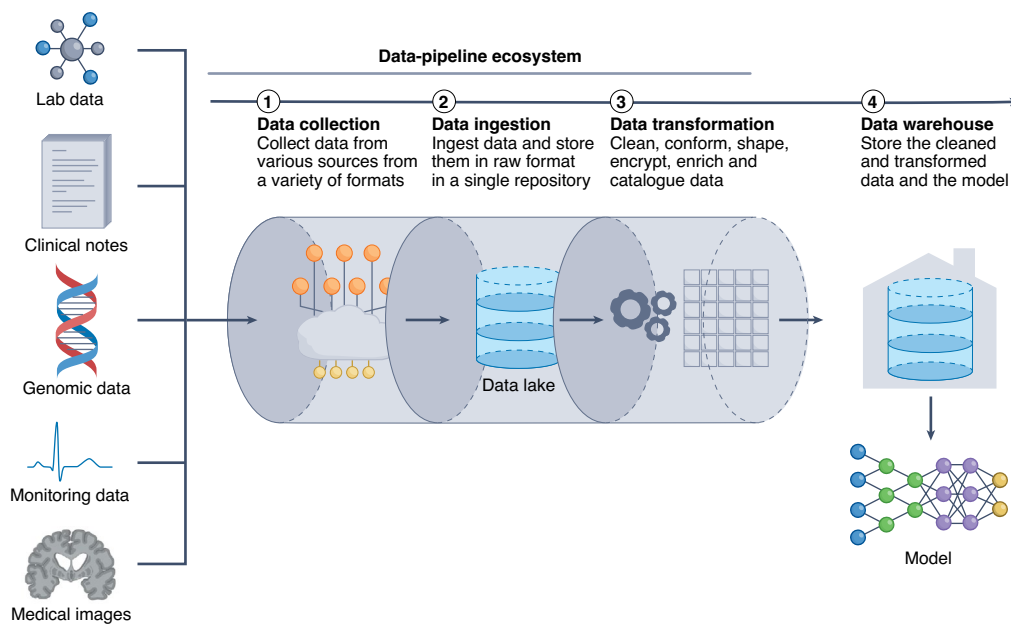 Data-pipeline ecosystem
1
Data collection
Collect data from
various sources from
a variety of formats
2
Data ingestion
Ingest data and store
them in raw format
in a single repository
3
Data transformation
Clean, conform, shape,
encrypt, enrich and
catalogue data
4
Data warehouse
Store the cleaned
and transformed
data and the model
Lab data
Clinical notes
Genomic data
Monitoring data
Medical images
Data lake
Model